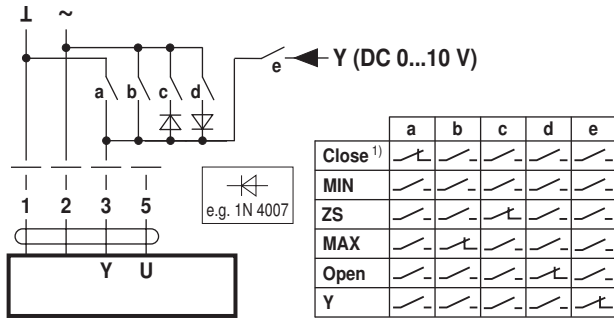 ⊥ ~
e Y (DC 0...10 V)
a b c d
1 2 3 5
e.g. 1N 4007
Y U
a b c d e
Close 1)
MIN
ZS
MAX
Open
Y